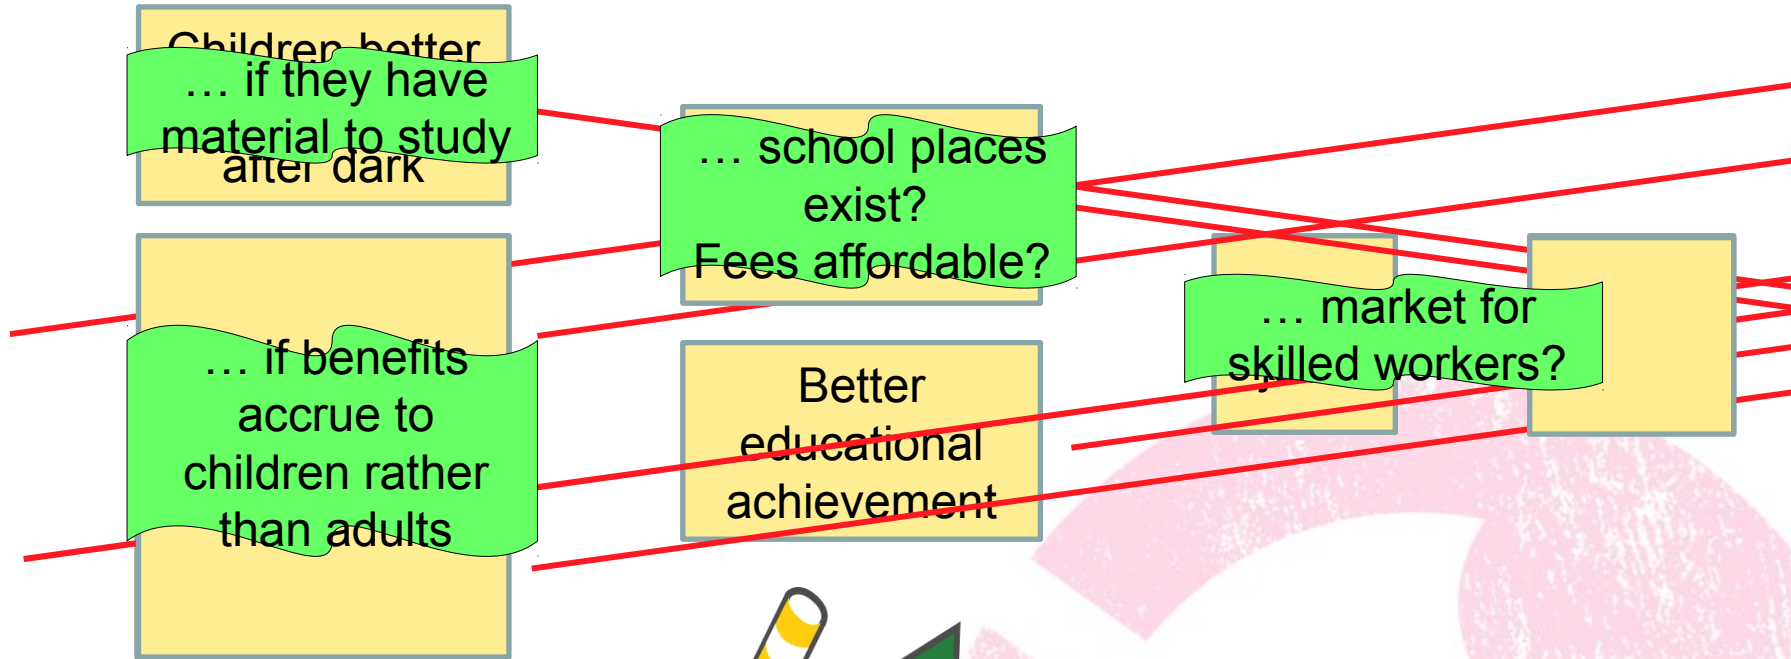 Children better
… if they have
material to study
after dark
… school places
exist?
Fees affordable?
… if benefits
accrue to
children rather
than adults
Better
educational
achievement
… market for
skilled workers?